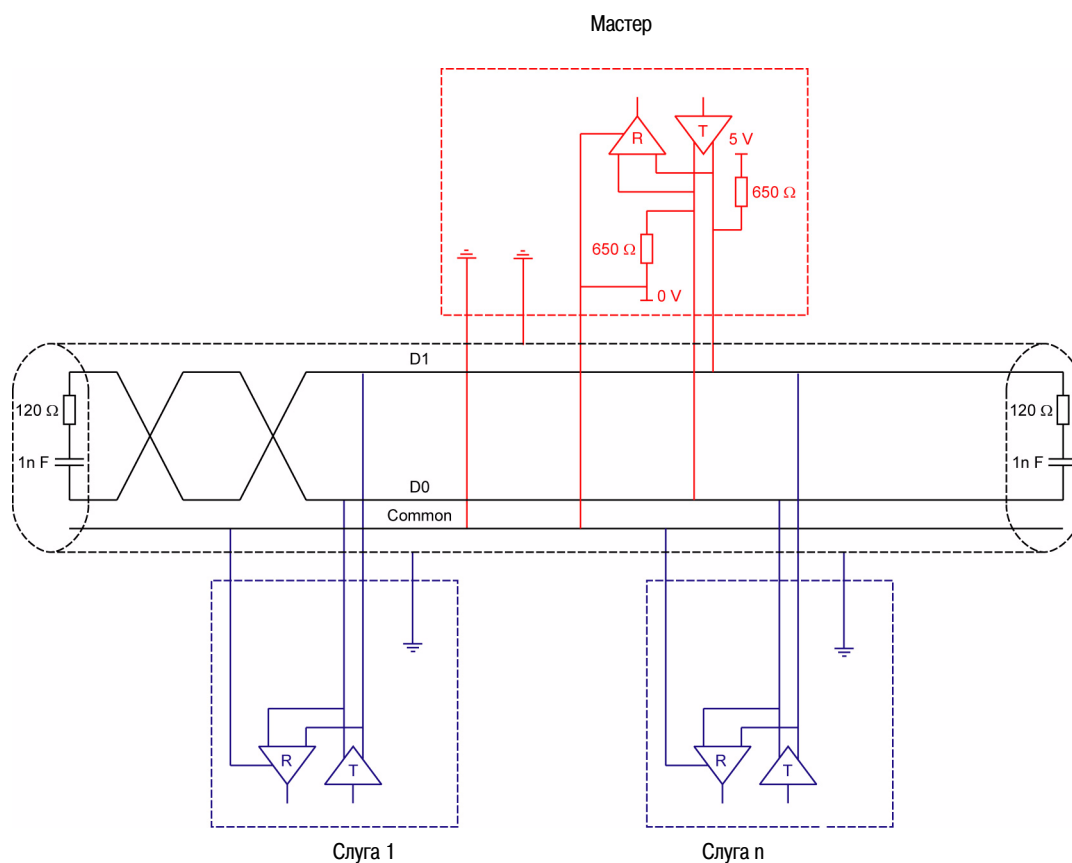 Мастер
R
T
5 V
650 Ω
650 Ω
0 V
D1
120 Ω
120 Ω
1n F
1n F
D0
Common
R
T
R
T
Слуга 1
Слуга n